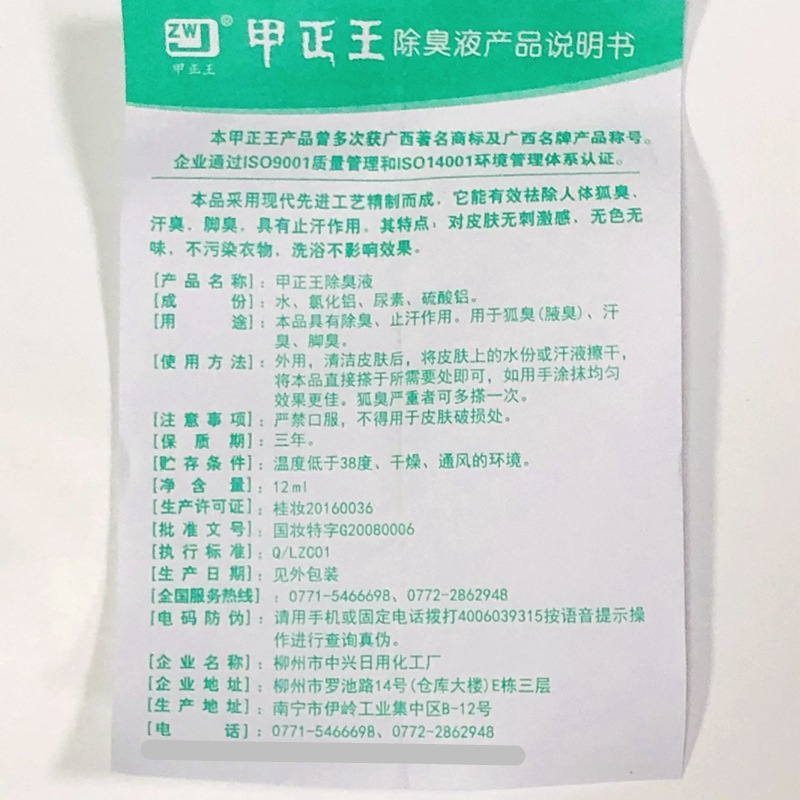 ZW®
甲正王
甲正王 除臭液产品说明书
本甲正王产品曾多次获广西著名商标及广西名牌产品称号。
企业通过ISO9001质量管理和ISO14001环境管理体系认证。
本品采用现代先进工艺精制而成，它能有效祛除人体狐臭、
汗臭、脚臭，具有止汗作用。其特点：对皮肤无刺激感，无色无
味，不污染衣物，洗浴不影响效果。
[产品名称]：甲正王除臭液
[成 份]：水、氯化铝、尿素、硫酸铝。
[用 途]：本品具有除臭、止汗作用。用于狐臭(腋臭)、汗
臭、脚臭。
[使用方法]：外用，清洁皮肤后，将皮肤上的水份或汗液擦干，
将本品直接搽于所需要处即可，如用手涂抹均匀
效果更佳。狐臭严重者可多搽一次。
[注意事项]：严禁口服，不得用于皮肤破损处。
[保 质 期]：三年。
[贮存条件]：温度低于38度、干燥、通风的环境。
[净 含 量]：12ml
[生产许可证]：桂妆20160036
[批准文号]：国妆特字G20080006
[执行标准]：Q/LZC01
[生产日期]：见外包装
[全国服务热线]：0771-5466698、0772-2862948
[电码防伪]：请用手机或固定电话拨打4006039315按语音提示操
作进行查询真伪。
[企业名称]：柳州市中兴日用化工厂
[企业地址]：柳州市罗池路14号(仓库大楼)E栋三层
[生产地址]：南宁市伊岭工业集中区B-12号
[电 话]：0771-5466698、0772-2862948